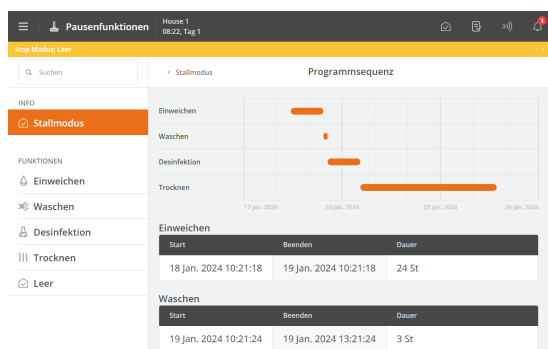 Pausenfunktionen
House 1
08:22, Tag 1
1
Stop Modus: Leer
Suchen
Stallmodus
Programmsequenz
INFO
Stallmodus
FUNKTIONEN
Einweichen
Waschen
Desinfektion
Trocknen
Leer
Einweichen
Waschen
Desinfektion
Trocknen
17 Jan. 2024 20 Jan. 2024 23 Jan. 2024 26 Jan. 2024
Einweichen
Start Beenden Dauer
18 Jan. 2024 10:21:18 19 Jan. 2024 10:21:18 24 St
Waschen
Start Beenden Dauer
19 Jan. 2024 10:21:24 19 Jan. 2024 13:21:24 3 St